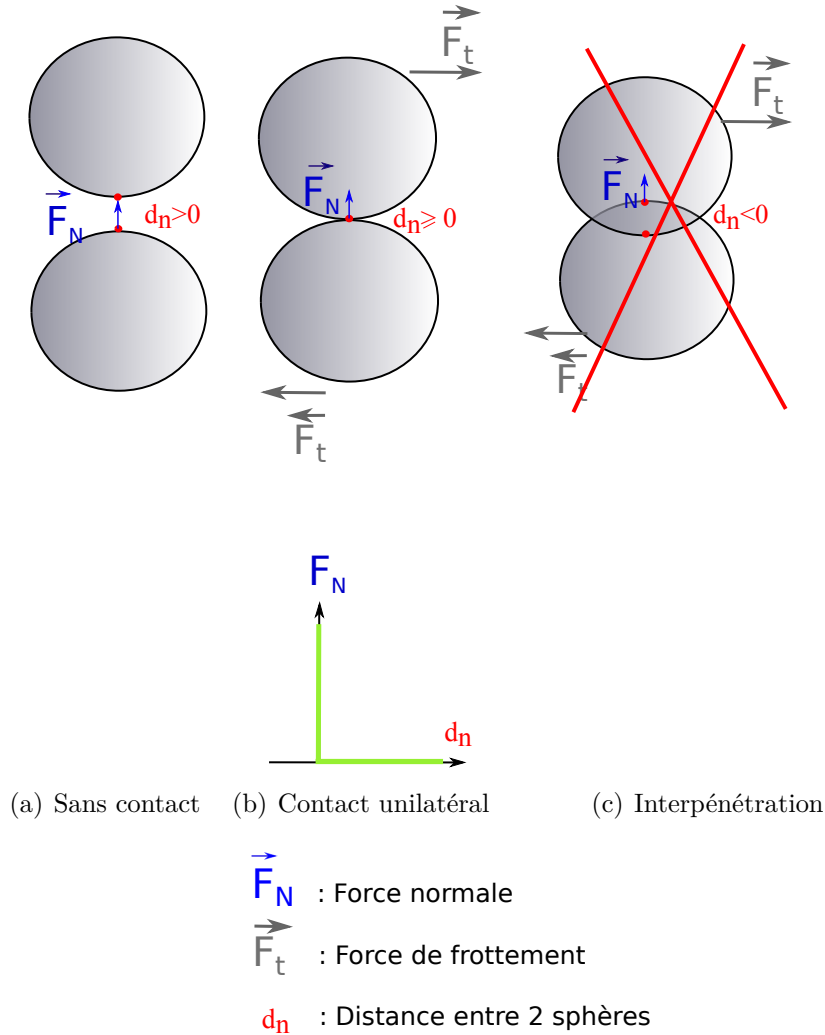 F_t
F_N d_n>0
F_N d_n⩾0
F_t
F_t
F_N d_n<0
F_t
F_N
d_n
(a) Sans contact (b) Contact unilatéral (c) Interpénétration
F_N : Force normale
F_t : Force de frottement
d_n : Distance entre 2 sphères